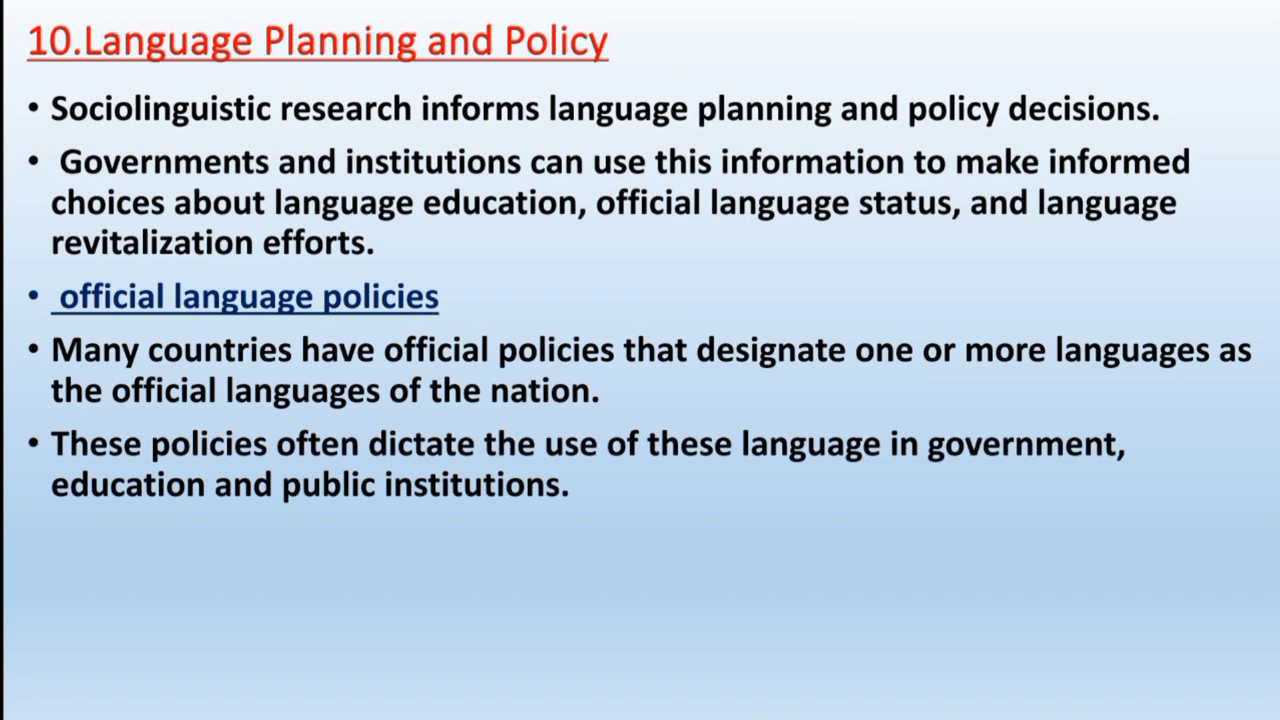 10.Language Planning and Policy
• Sociolinguistic research informs language planning and policy decisions.
• Governments and institutions can use this information to make informed
choices about language education, official language status, and language
revitalization efforts.
• official language policies
• Many countries have official policies that designate one or more languages as
the official languages of the nation.
• These policies often dictate the use of these language in government,
education and public institutions.